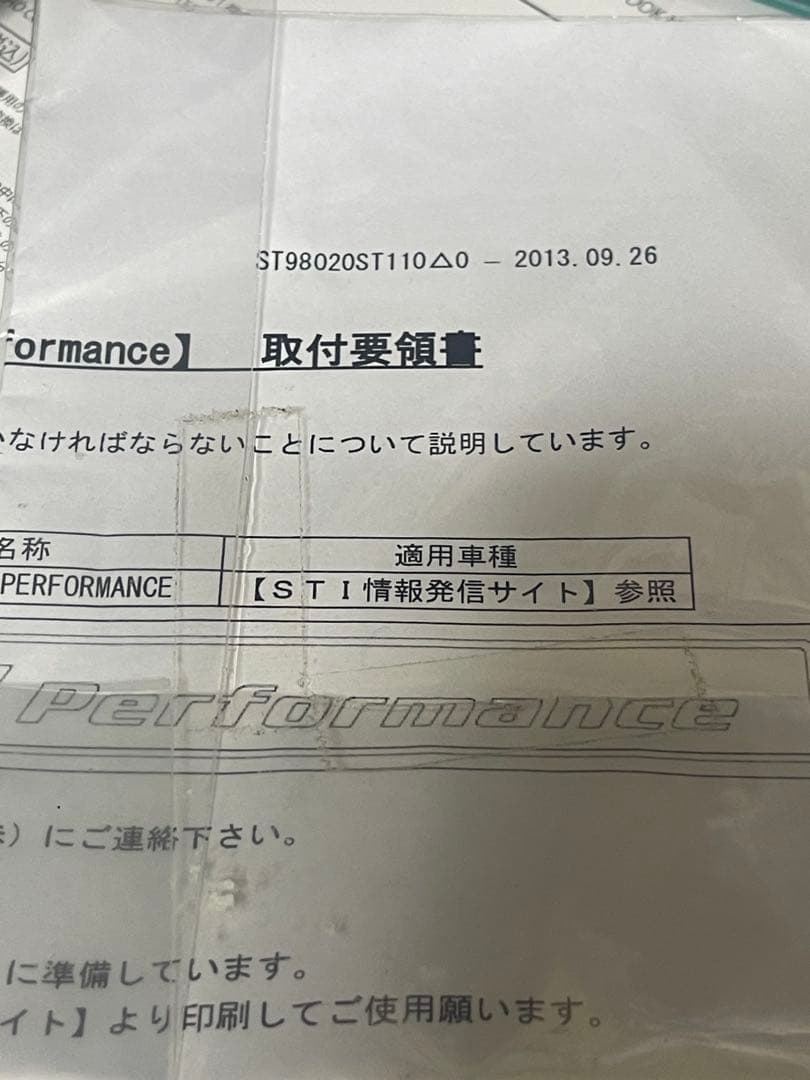 ST98020ST110△0 － 2013.09.26
formance】 取付要領書
なければならないことについて説明しています。
名称 適用車種
PERFORMANCE 【ＳＴＩ情報発信サイト】参照
Performance
）にご連絡下さい。
に準備しています。
イト】より印刷してご使用願います。